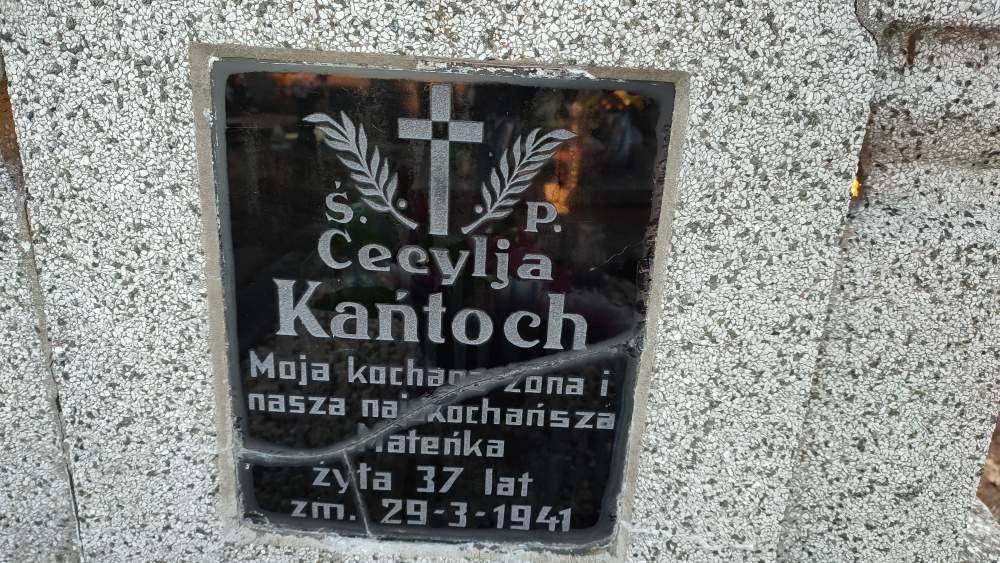 Ś. P.
Cecylja
Kańtoch
Moja kochana żona i
nasza najukochańsza
Mateńka
żyła 37 lat
zm. 29-3-1941